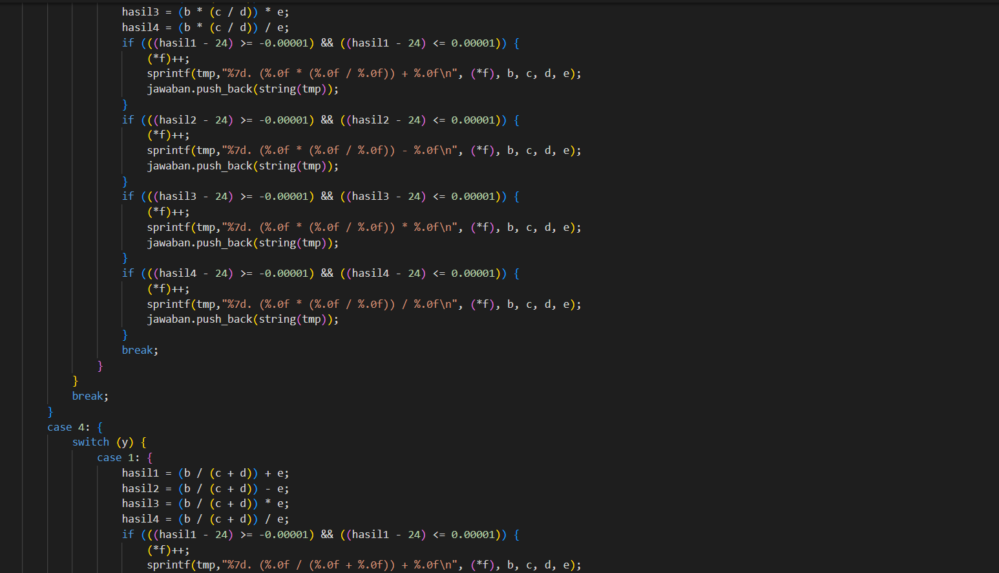 hasil3 = (b * (c / d)) * e;
hasil4 = (b * (c / d)) / e;
if (((hasil1 - 24) >= -0.00001) && ((hasil1 - 24) <= 0.00001)) {
(*f)++;
sprintf(tmp,"%7d. (%.0f * (%.0f / %.0f)) + %.0f\n", (*f), b, c, d, e);
jawaban.push_back(string(tmp));
}
if (((hasil2 - 24) >= -0.00001) && ((hasil2 - 24) <= 0.00001)) {
(*f)++;
sprintf(tmp,"%7d. (%.0f * (%.0f / %.0f)) - %.0f\n", (*f), b, c, d, e);
jawaban.push_back(string(tmp));
}
if (((hasil3 - 24) >= -0.00001) && ((hasil3 - 24) <= 0.00001)) {
(*f)++;
sprintf(tmp,"%7d. (%.0f * (%.0f / %.0f)) * %.0f\n", (*f), b, c, d, e);
jawaban.push_back(string(tmp));
}
if (((hasil4 - 24) >= -0.00001) && ((hasil4 - 24) <= 0.00001)) {
(*f)++;
sprintf(tmp,"%7d. (%.0f * (%.0f / %.0f)) / %.0f\n", (*f), b, c, d, e);
jawaban.push_back(string(tmp));
}
break;
}
}
break;
}
case 4: {
switch (y) {
case 1: {
hasil1 = (b / (c + d)) + e;
hasil2 = (b / (c + d)) - e;
hasil3 = (b / (c + d)) * e;
hasil4 = (b / (c + d)) / e;
if (((hasil1 - 24) >= -0.00001) && ((hasil1 - 24) <= 0.00001)) {
(*f)++;
sprintf(tmp,"%7d. (%.0f / (%.0f + %.0f)) + %.0f\n", (*f), b, c, d, e);